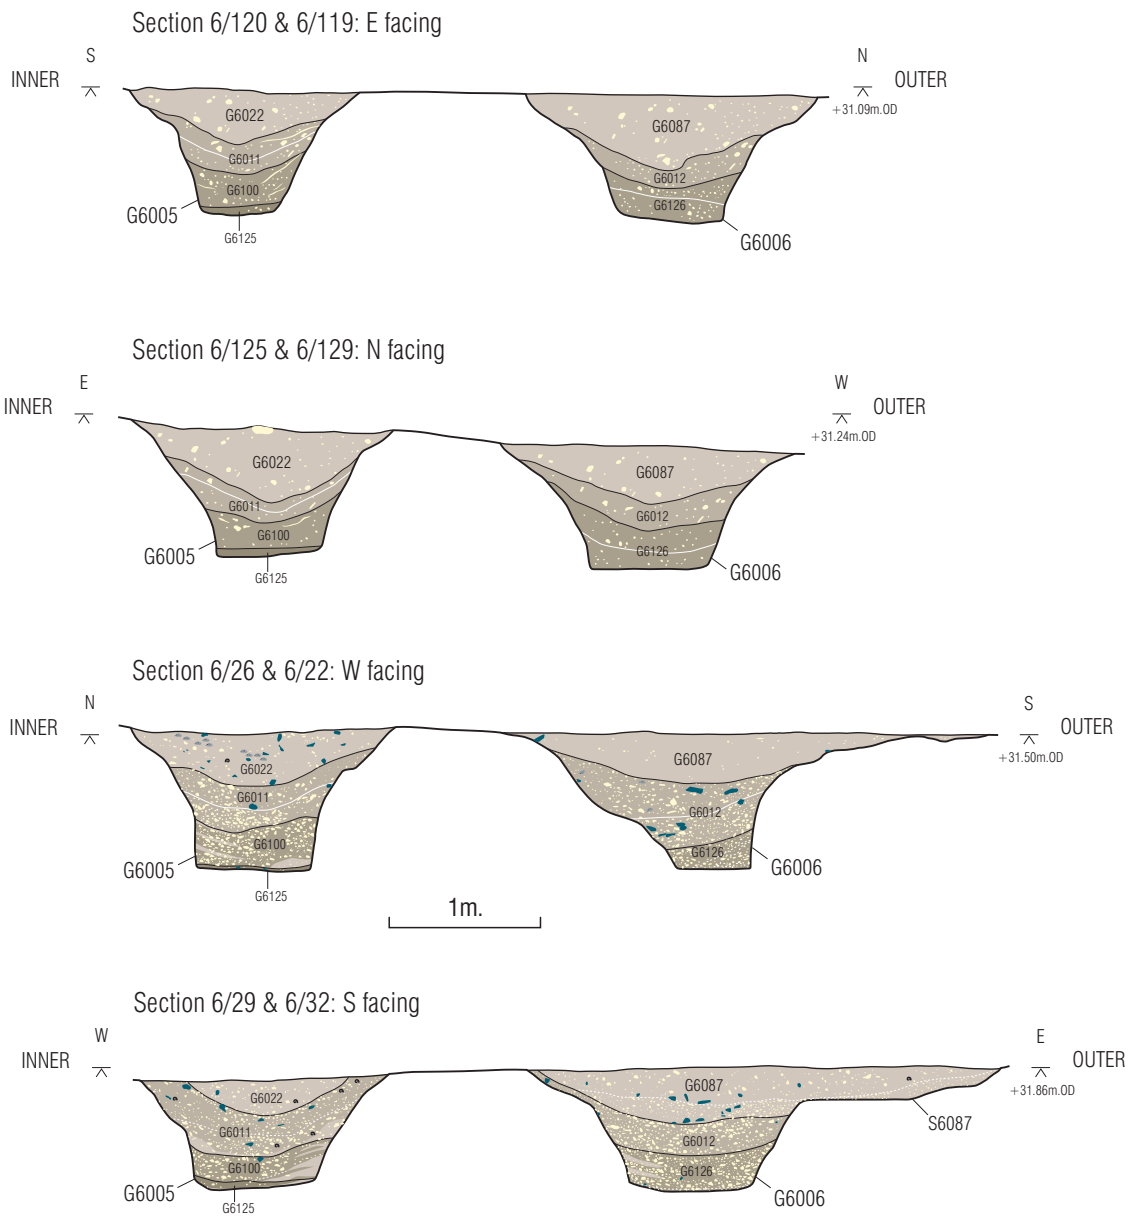 Section 6/120 & 6/119: E facing
S N
INNER OUTER
+31.09m.OD
G6022 G6087
G6011
G6012
G6100
G6126
G6005
G6125 G6006
Section 6/125 & 6/129: N facing
E W
INNER OUTER
+31.24m.OD
G6022 G6087
G6011 G6012
G6100
G6126
G6005
G6125 G6006
Section 6/26 & 6/22: W facing
N S
INNER OUTER
+31.50m.OD
G6022 G6087
G6011
G6012
G6100
G6126
G6005 G6006
G6125
1m.
Section 6/29 & 6/32: S facing
W E
INNER OUTER
G6087 +31.86m.OD
G6022
S6087
G6011 G6012
G6100 G6126
G6005 G6006
G6125